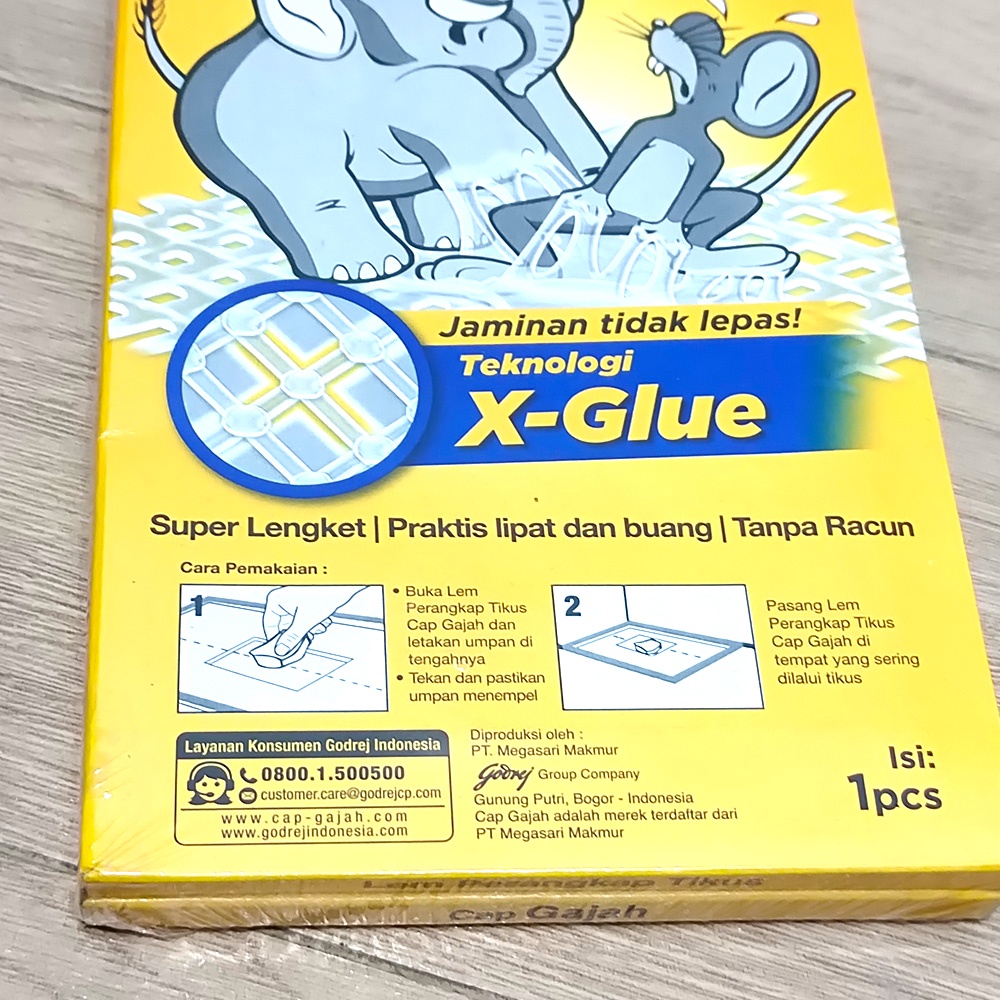 Jaminan tidak lepas!
Teknologi
X-Glue
Super Lengket | Praktis lipat dan buang | Tanpa Racun
Cara Pemakaian :
1
• Buka Lem
Perangkap Tikus
Cap Gajah dan
letakan umpan di
tengahnya
• Tekan dan pastikan
umpan menempel
2
Pasang Lem
Perangkap Tikus
Cap Gajah di
tempat yang sering
dilalui tikus
Layanan Konsumen Godrej Indonesia
0800.1.500500
customer.care@godrejcp.com
www.cap-gajah.com
www.godrejindonesia.com
Diproduksi oleh :
PT. Megasari Makmur
Godrej Group Company
Gunung Putri, Bogor - Indonesia
Cap Gajah adalah merek terdaftar dari
PT Megasari Makmur
Isi:
1pcs
Lem Perangkap Tikus
Cap Gajah